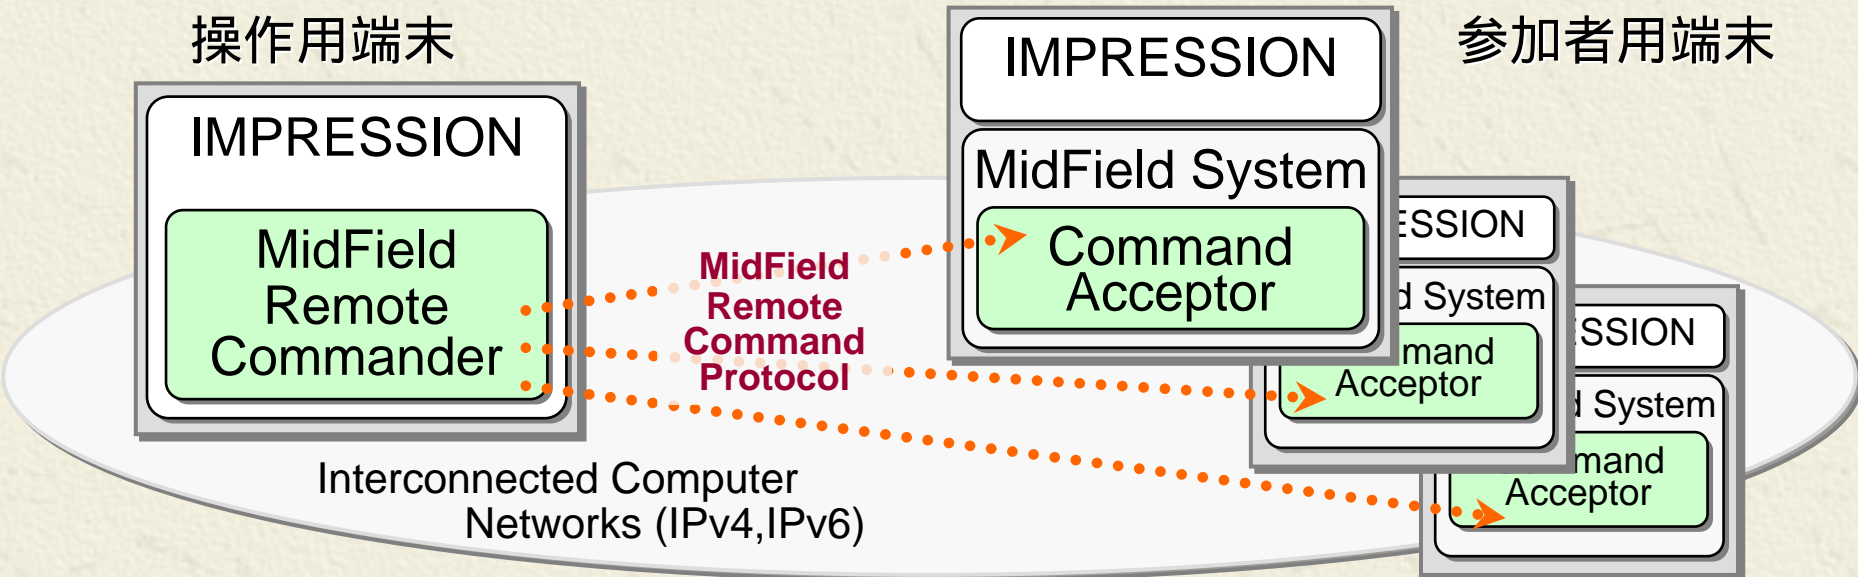 操作用端末
IMPRESSION
MidField
Remote
Commander
MidField
Remote
Command
Protocol
Interconnected Computer
Networks (IPv4,IPv6)
参加者用端末
IMPRESSION
MidField System
Command
Acceptor
ESSION
d System
mand
Acceptor
SSION
d System
mand
Acceptor